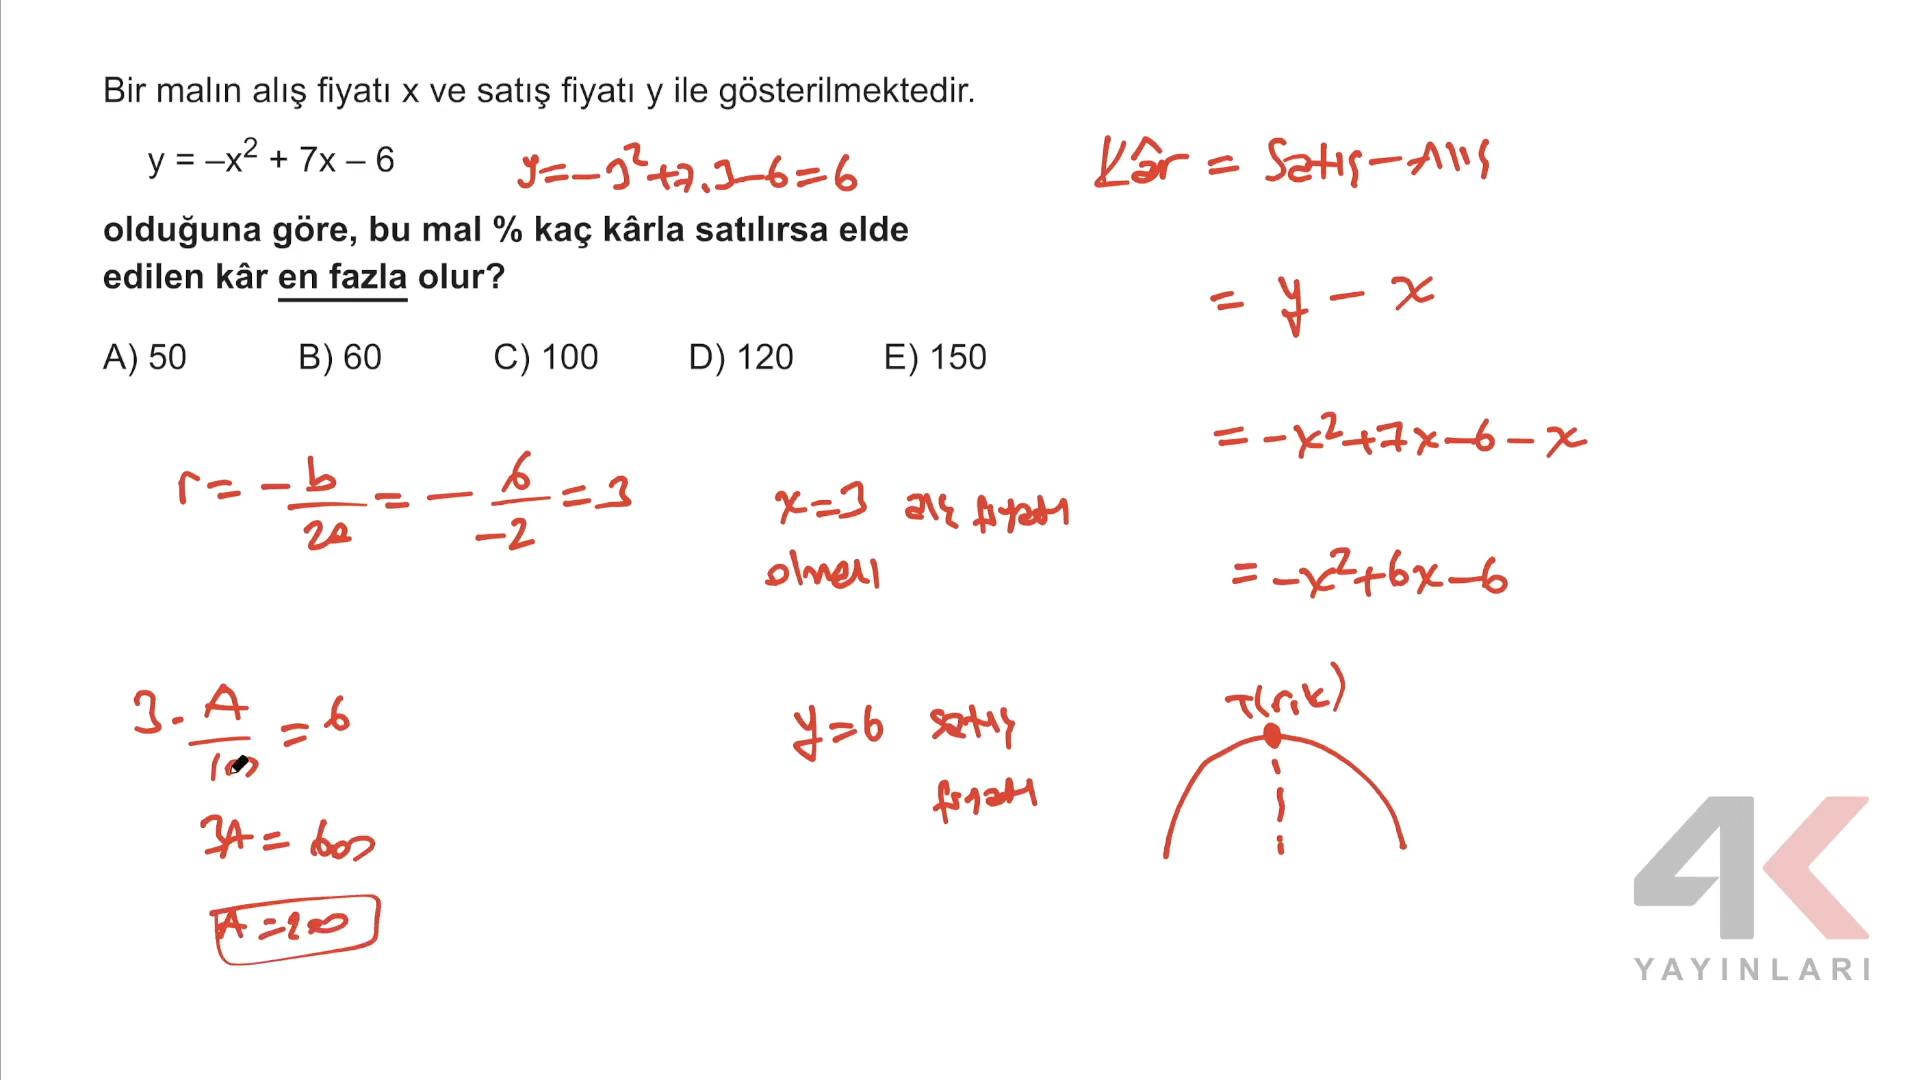 Bir malın alış fiyatı x ve satış fiyatı y ile gösterilmektedir.
y = –x² + 7x – 6
y=-3²+7.3-6=6
olduğuna göre, bu mal % kaç kârla satılırsa elde
edilen kâr en fazla olur?
A) 50 B) 60 C) 100 D) 120 E) 150
Kâr = Satış-Alış
= y - x
= -x²+7x-6-x
= -x²+6x-6
r= -b/2a = - 6/-2 =3
x=3 alış fiyatı
olmalı
T(r,k)
3. A/100 = 6
3A= 600
A=200
y=6 satış
fiyatı
4K
YAYINLARI